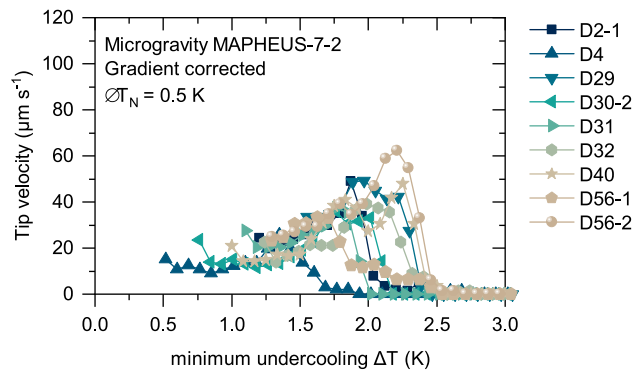 120
100
80
60
40
20
0
Tip velocity (µm s⁻¹)
Microgravity MAPHEUS-7-2
Gradient corrected
∅T_N = 0.5 K
0.0 0.5 1.0 1.5 2.0 2.5 3.0
minimum undercooling ΔT (K)
D2-1
D4
D29
D30-2
D31
D32
D40
D56-1
D56-2